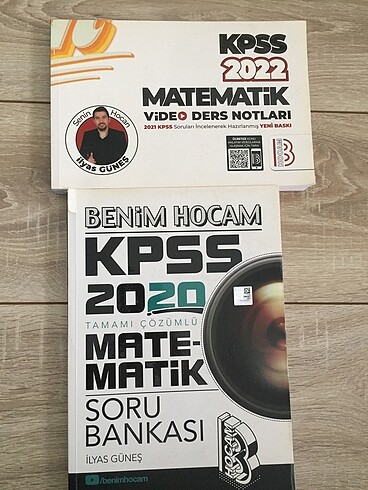 KPSS
2022
MATEMATİK
VİDEO DERS NOTLARI
2021 KPSS Soruları İncelenerek Hazırlanmış YENİ BASKI
Senin Hocan
İlyas GÜNEŞ
BENİM HOCAM
KPSS
2020
TAMAMI ÇÖZÜMLÜ
MATE-
MATİK
SORU
BANKASI
İLYAS GÜNEŞ
/benimhocam
HOCAM